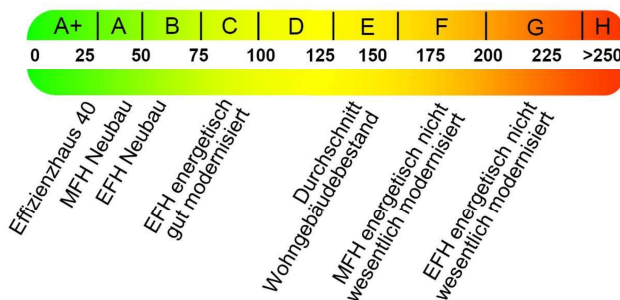 A+ A B C D E F G H
0 25 50 75 100 125 150 175 200 225 >250
Effizienzhaus 40
MFH Neubau
EFH Neubau
EFH energetisch
gut modernisiert
Durchschnitt
Wohngebäudebestand
MFH energetisch nicht
wesentlich modernisiert
EFH energetisch nicht
wesentlich modernisiert